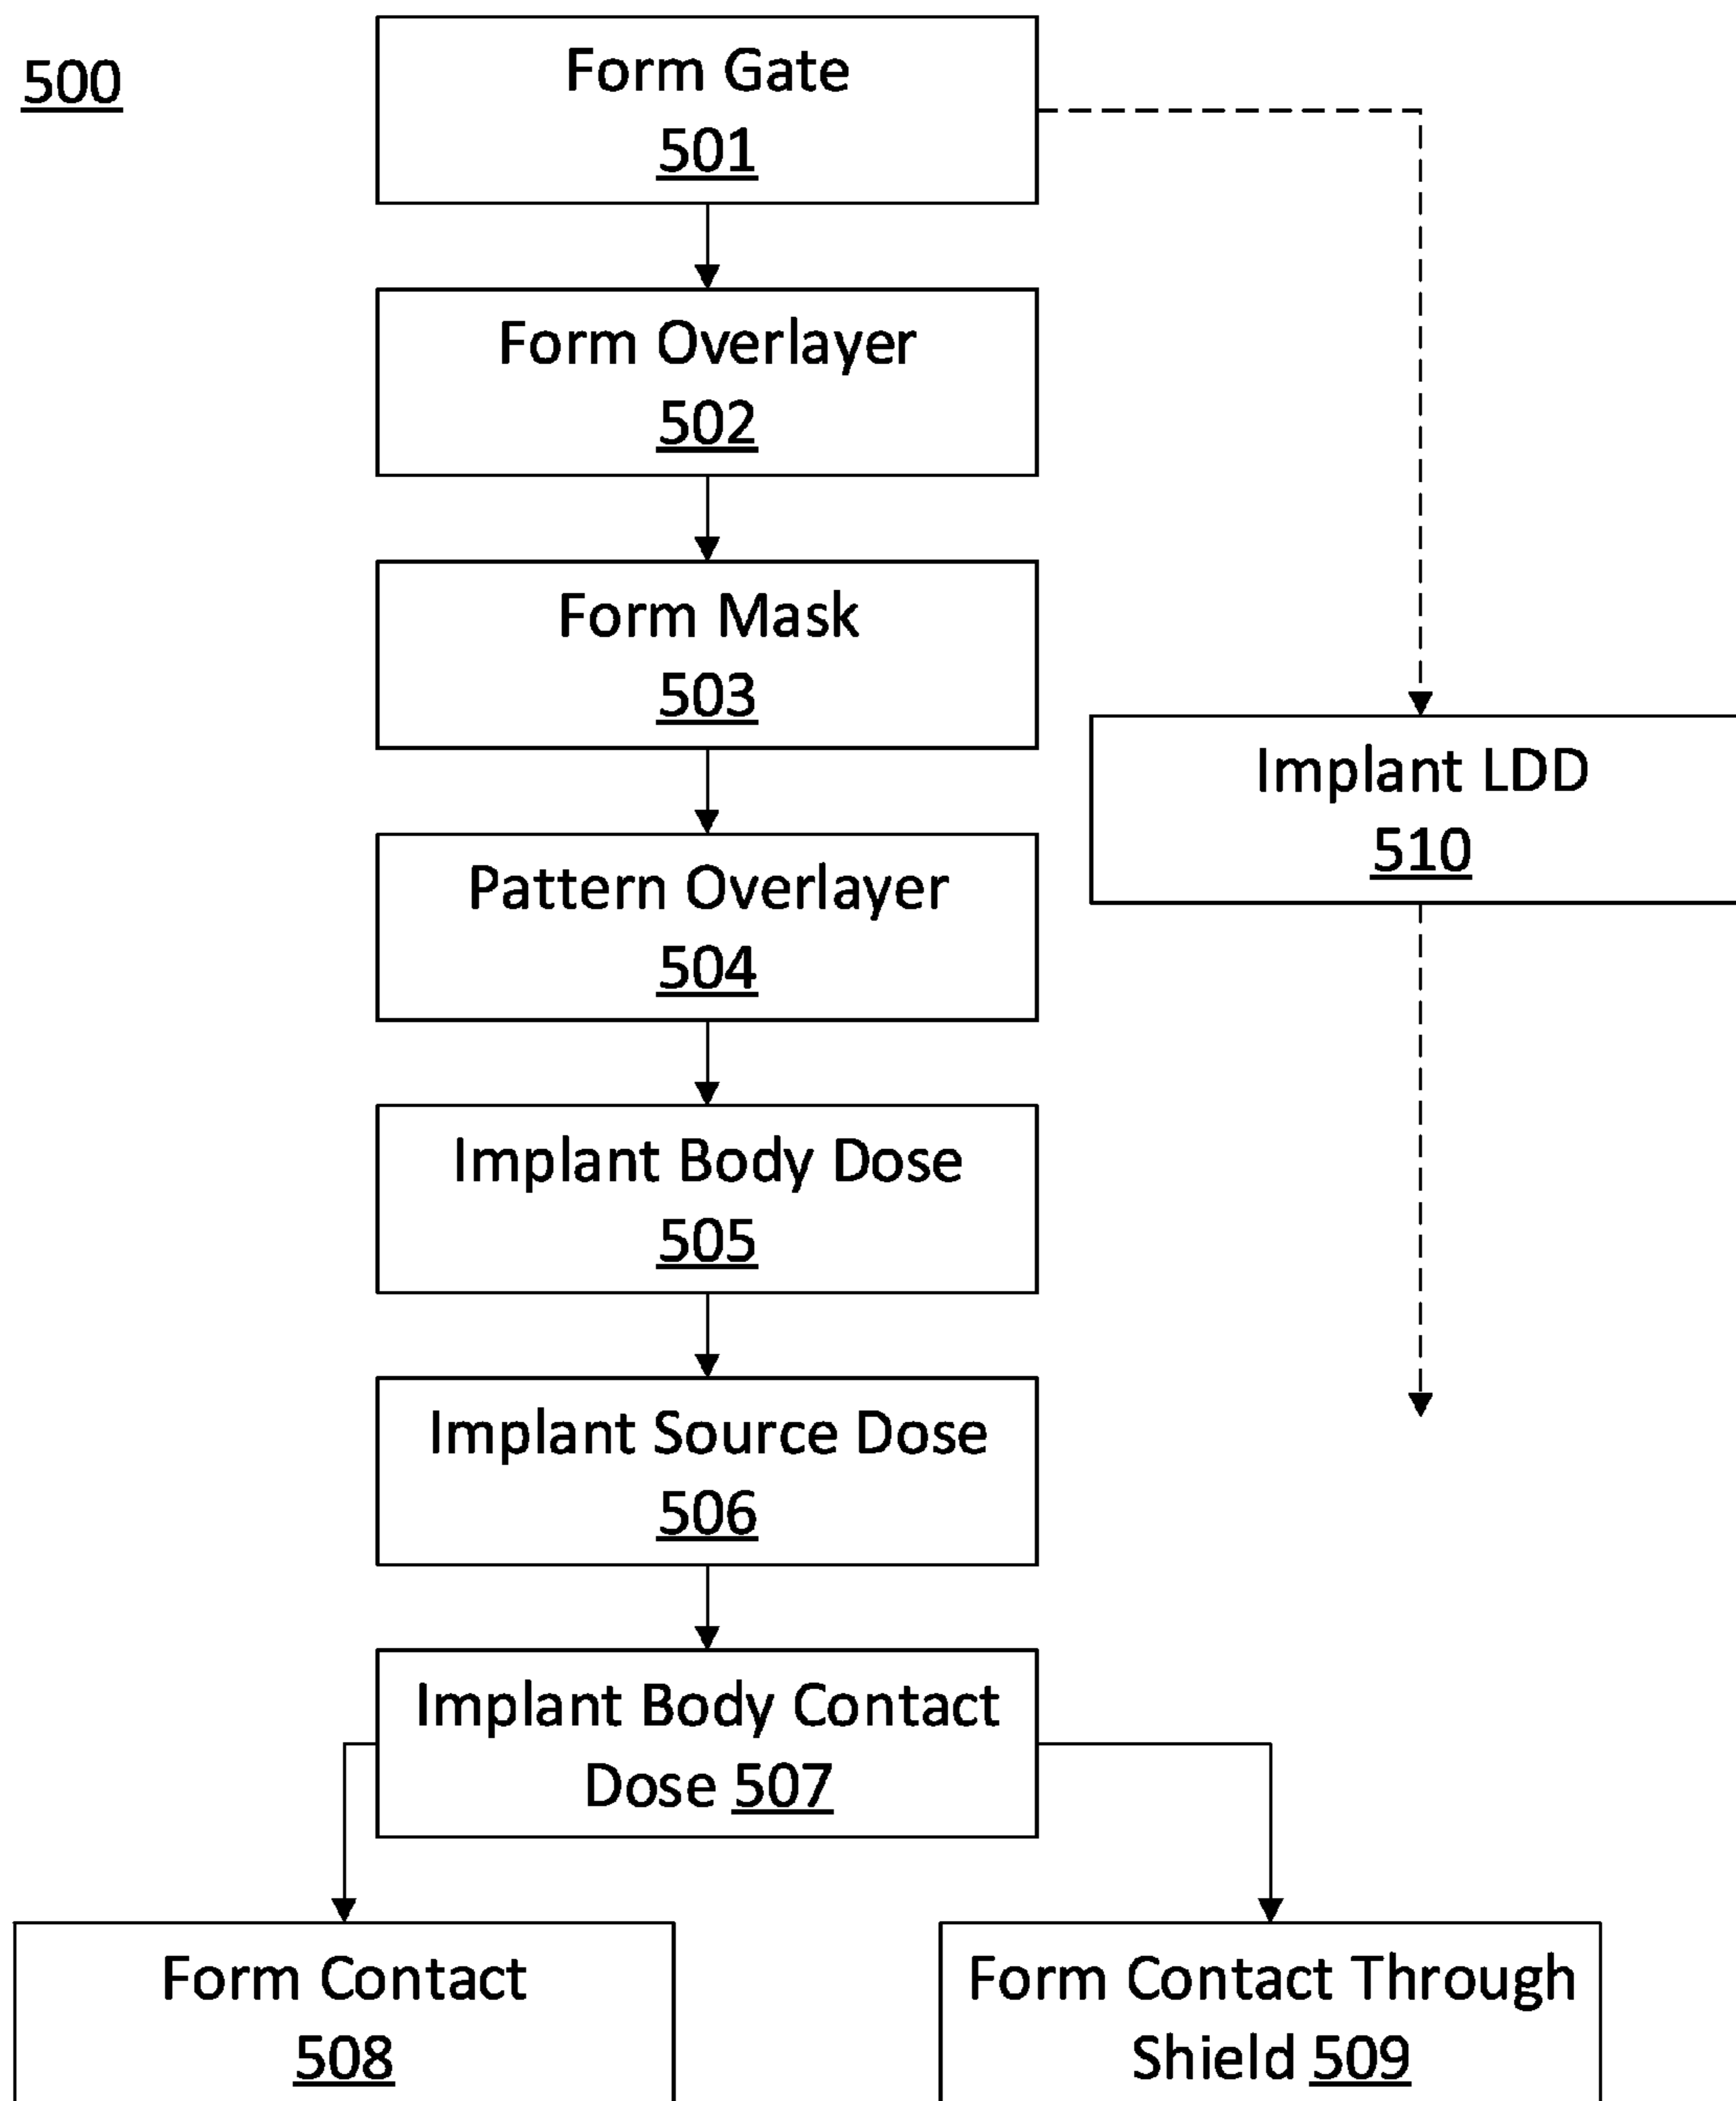 500
Form Gate
501
Form Overlayer
502
Form Mask
503
Implant LDD
510
Pattern Overlayer
504
Implant Body Dose
505
Implant Source Dose
506
Implant Body Contact
Dose 507
Form Contact
508
Form Contact Through
Shield 509